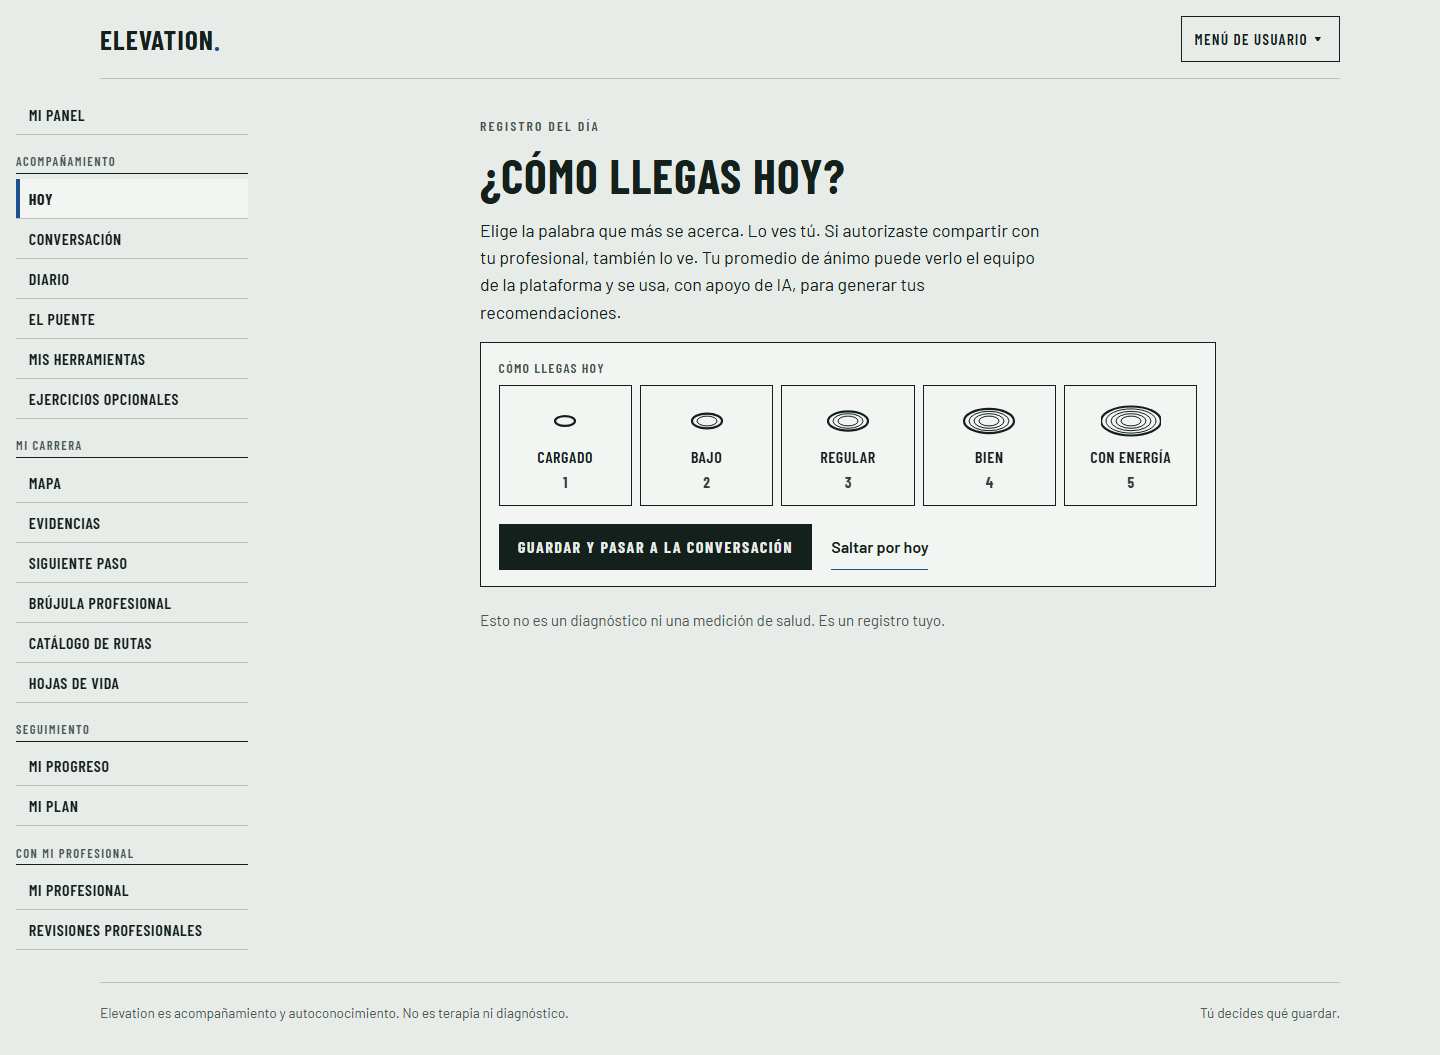 ELEVATION.
MENÚ DE USUARIO
MI PANEL
ACOMPAÑAMIENTO
HOY
CONVERSACIÓN
DIARIO
EL PUENTE
MIS HERRAMIENTAS
EJERCICIOS OPCIONALES
MI CARRERA
MAPA
EVIDENCIAS
SIGUIENTE PASO
BRÚJULA PROFESIONAL
CATÁLOGO DE RUTAS
HOJAS DE VIDA
SEGUIMIENTO
MI PROGRESO
MI PLAN
CON MI PROFESIONAL
MI PROFESIONAL
REVISIONES PROFESIONALES
REGISTRO DEL DÍA
¿CÓMO LLEGAS HOY?
Elige la palabra que más se acerca. Lo ves tú. Si autorizaste compartir con
tu profesional, también lo ve. Tu promedio de ánimo puede verlo el equipo
de la plataforma y se usa, con apoyo de IA, para generar tus
recomendaciones.
CÓMO LLEGAS HOY
CARGADO
1
BAJO
2
REGULAR
3
BIEN
4
CON ENERGÍA
5
GUARDAR Y PASAR A LA CONVERSACIÓN
Saltar por hoy
Esto no es un diagnóstico ni una medición de salud. Es un registro tuyo.
Elevation es acompañamiento y autoconocimiento. No es terapia ni diagnóstico.
Tú decides qué guardar.